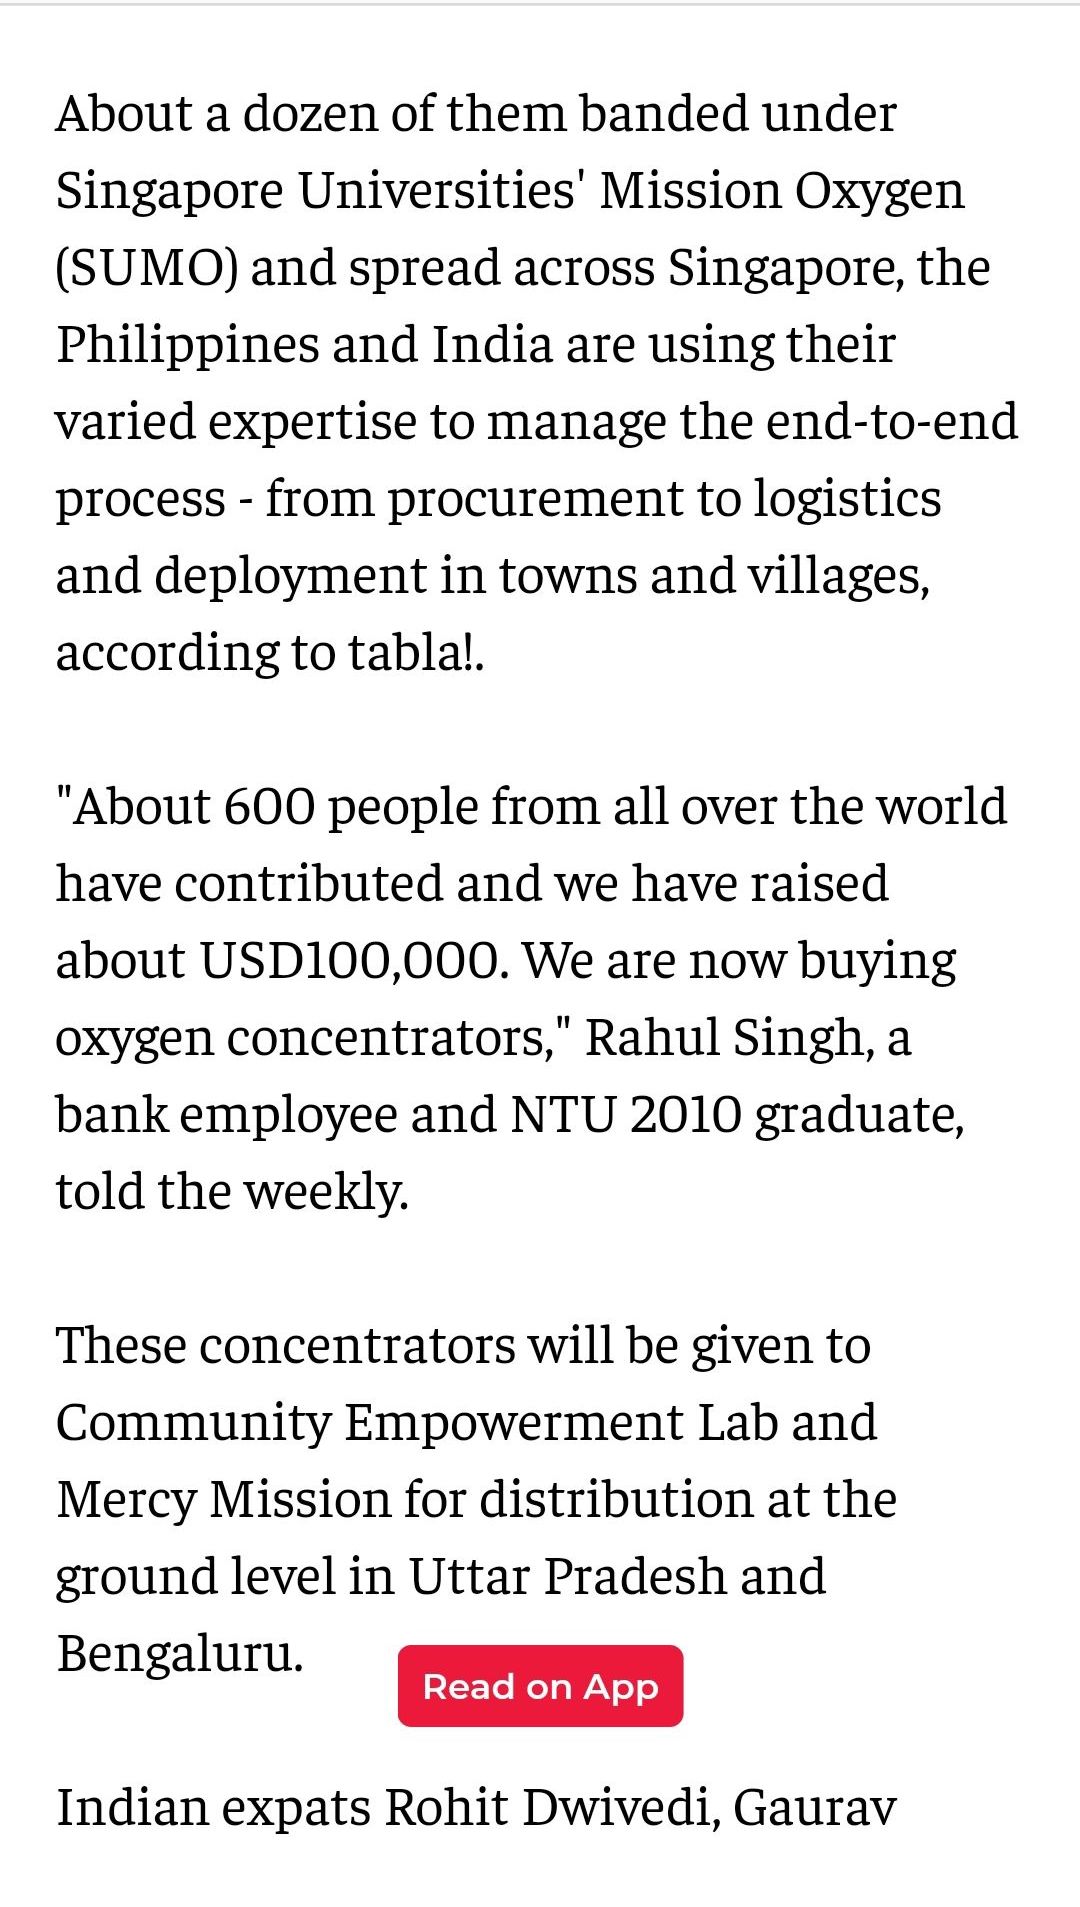 About a dozen of them banded under
Singapore Universities' Mission Oxygen
(SUMO) and spread across Singapore, the
Philippines and India are using their
varied expertise to manage the end-to-end
process - from procurement to logistics
and deployment in towns and villages,
according to tabla!.
"About 600 people from all over the world
have contributed and we have raised
about USD100,000. We are now buying
oxygen concentrators," Rahul Singh, a
bank employee and NTU 2010 graduate,
told the weekly.
These concentrators will be given to
Community Empowerment Lab and
Mercy Mission for distribution at the
ground level in Uttar Pradesh and
Bengaluru.
Read on App
Indian expats Rohit Dwivedi, Gaurav